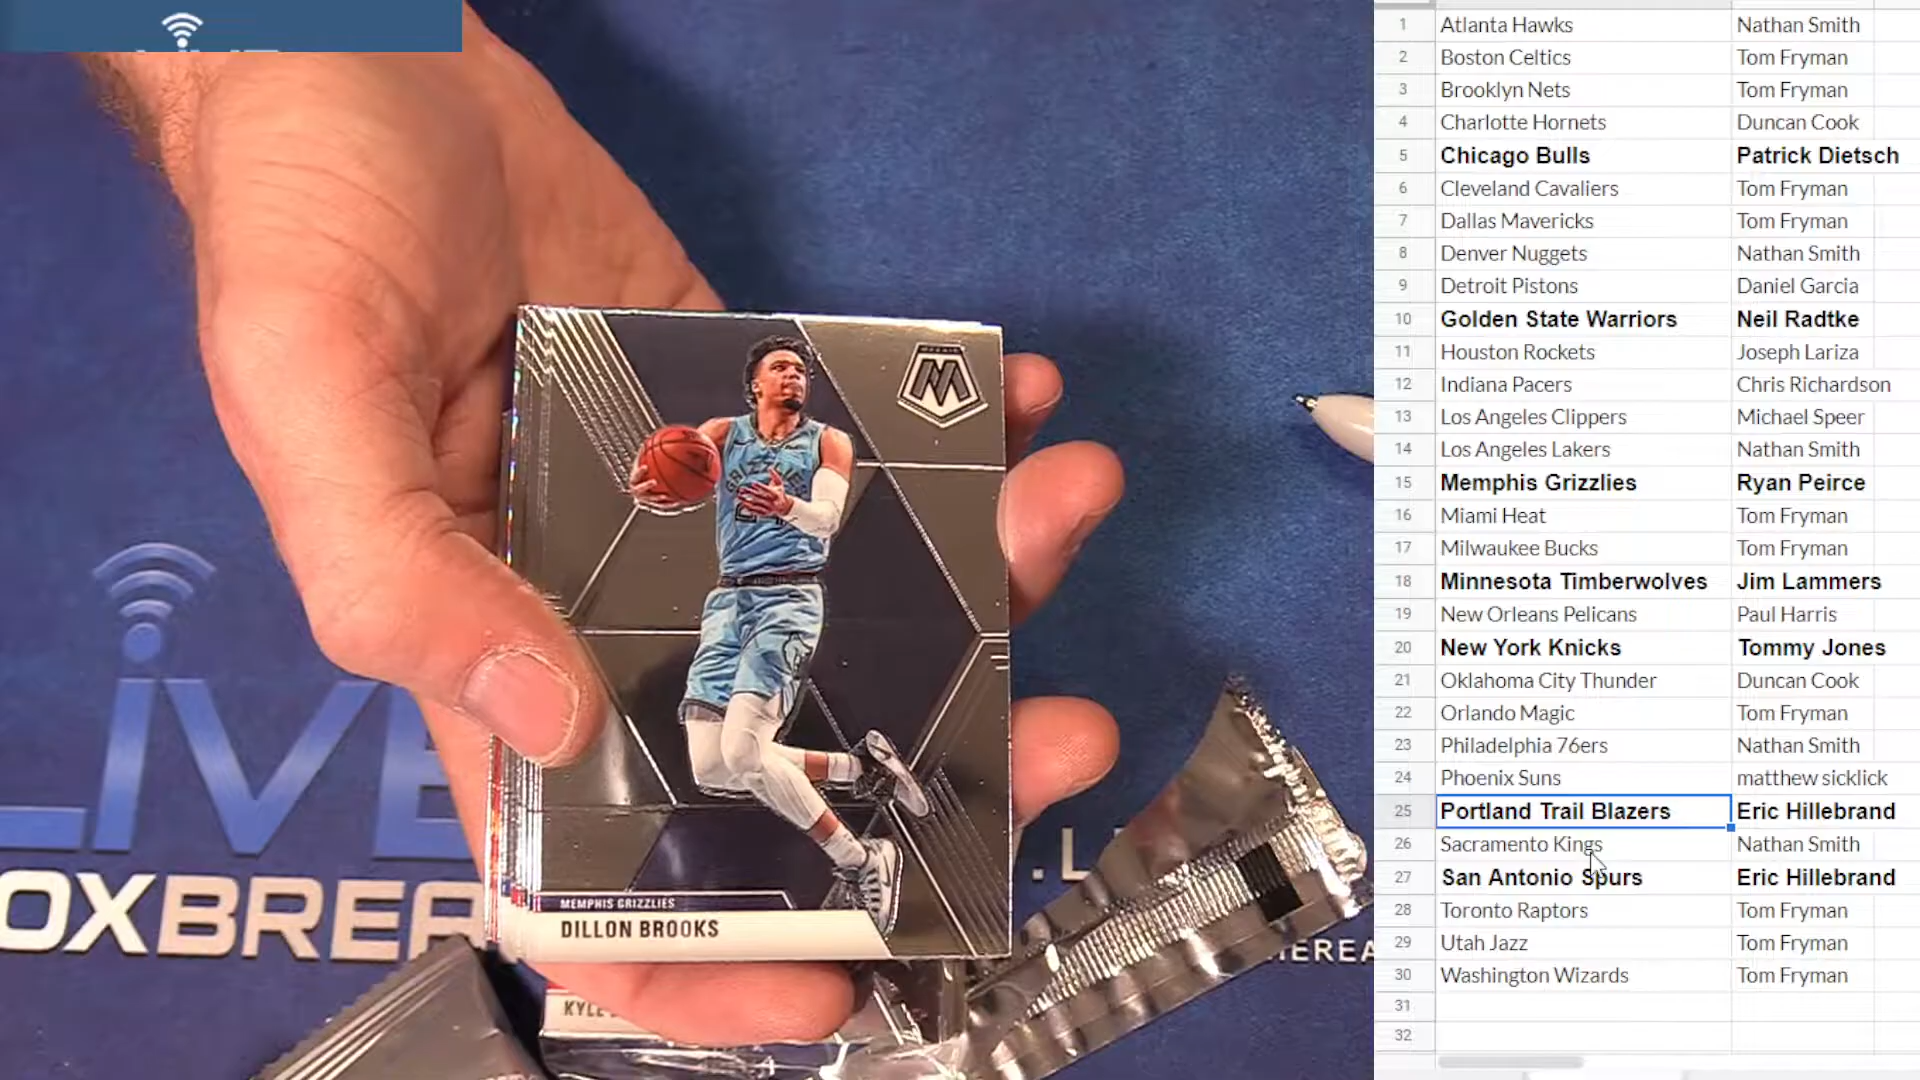 LIVE
OXBREA
.L
HEREA
MOSAIC
M
GRIZZLIES
24
MEMPHIS GRIZZLIES
DILLON BROOKS
KYLE
1 Atlanta Hawks Nathan Smith
2 Boston Celtics Tom Fryman
3 Brooklyn Nets Tom Fryman
4 Charlotte Hornets Duncan Cook
5 Chicago Bulls Patrick Dietsch
6 Cleveland Cavaliers Tom Fryman
7 Dallas Mavericks Tom Fryman
8 Denver Nuggets Nathan Smith
9 Detroit Pistons Daniel Garcia
10 Golden State Warriors Neil Radtke
11 Houston Rockets Joseph Lariza
12 Indiana Pacers Chris Richardson
13 Los Angeles Clippers Michael Speer
14 Los Angeles Lakers Nathan Smith
15 Memphis Grizzlies Ryan Peirce
16 Miami Heat Tom Fryman
17 Milwaukee Bucks Tom Fryman
18 Minnesota Timberwolves Jim Lammers
19 New Orleans Pelicans Paul Harris
20 New York Knicks Tommy Jones
21 Oklahoma City Thunder Duncan Cook
22 Orlando Magic Tom Fryman
23 Philadelphia 76ers Nathan Smith
24 Phoenix Suns matthew sicklick
25 Portland Trail Blazers Eric Hillebrand
26 Sacramento Kings Nathan Smith
27 San Antonio Spurs Eric Hillebrand
28 Toronto Raptors Tom Fryman
29 Utah Jazz Tom Fryman
30 Washington Wizards Tom Fryman
31
32